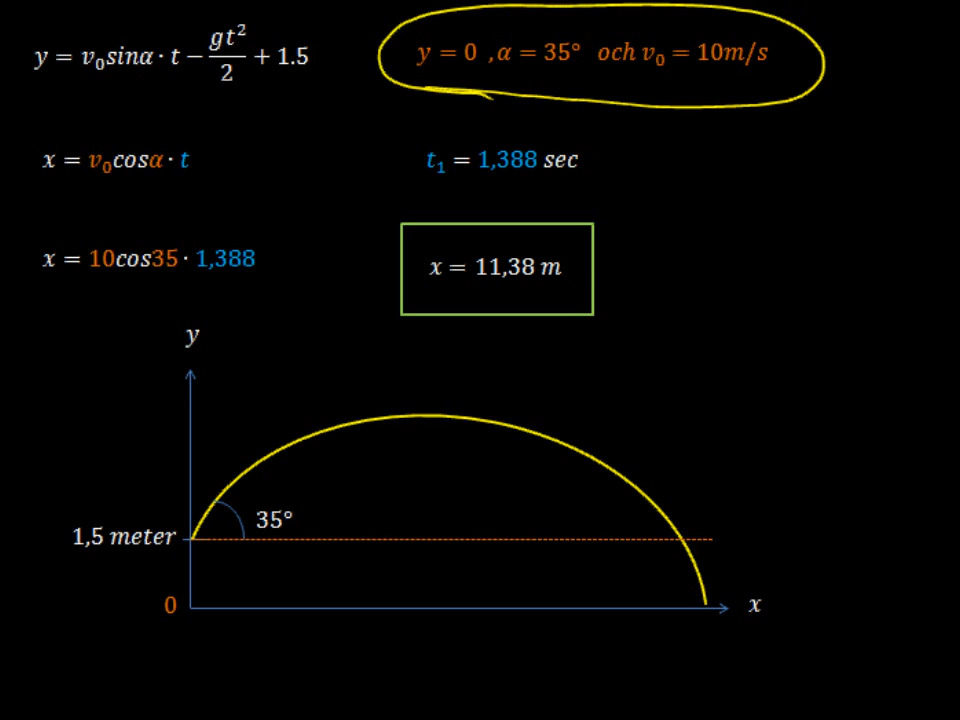 y = v₀sinα · t − gt²/2 + 1.5
y = 0 , α = 35° och v₀ = 10m/s
x = v₀cosα · t
t₁ = 1,388 sec
x = 10cos35 · 1,388
x = 11,38 m
y
35°
1,5 meter
0
x